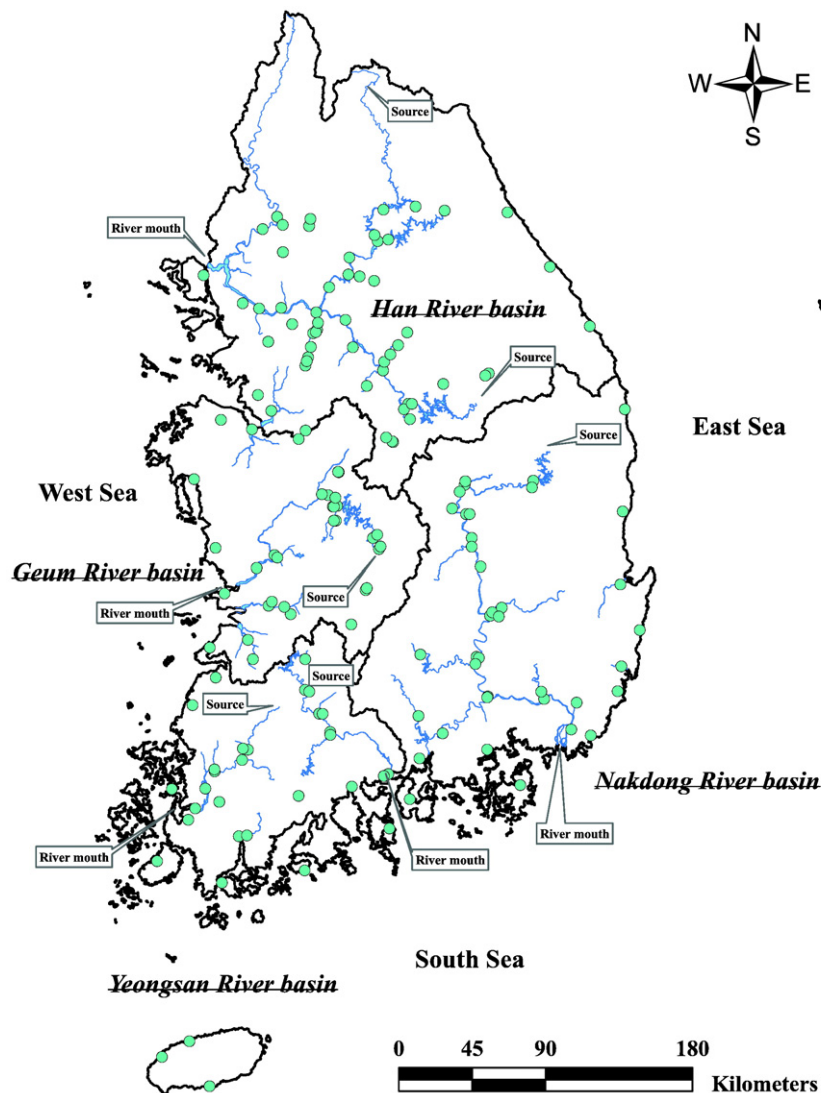 N
W
E
S
Source
River mouth
Han River basin
Source
East Sea
Source
West Sea
Geum River basin
Source
River mouth
Source
Source
Nakdong River basin
River mouth
River mouth
River mouth
South Sea
Yeongsan River basin
0 45 90 180
Kilometers